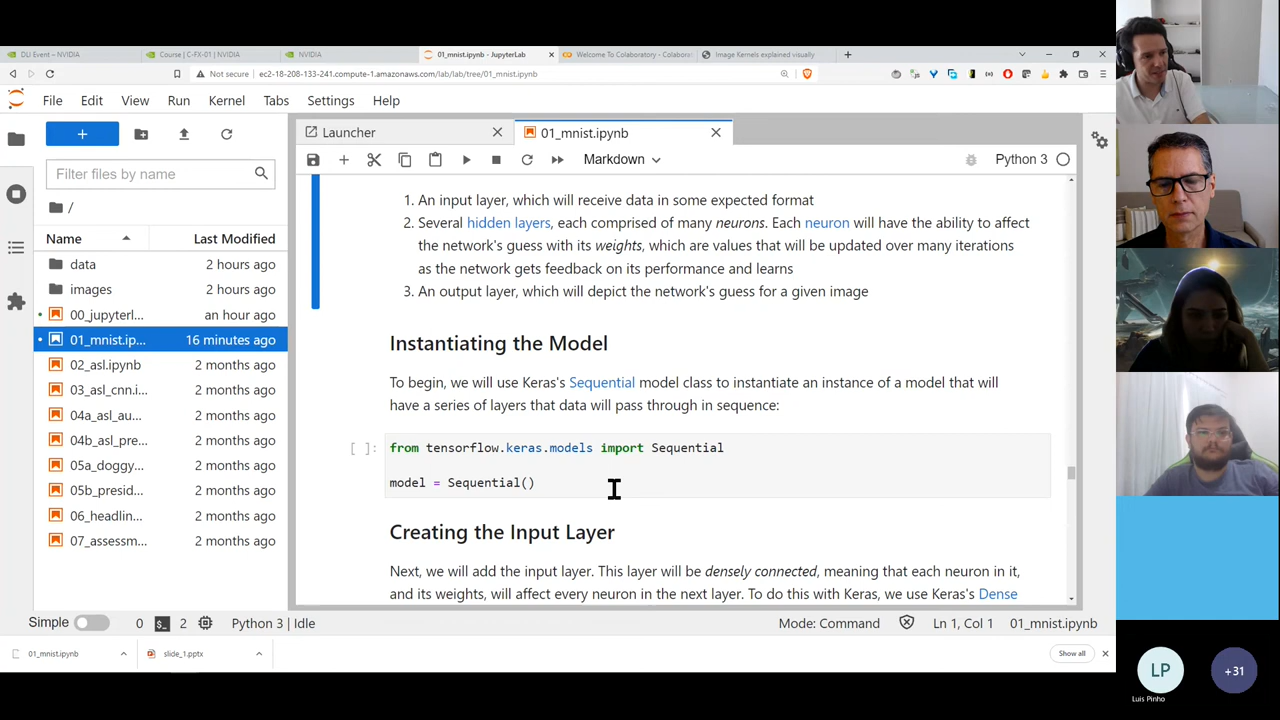 DLI Event – NVIDIA
Course | C-FX-01 | NVIDIA
NVIDIA
01_mnist.ipynb - JupyterLab
Welcome To Colaboratory - Colabora
Image Kernels explained visually
Not secure
ec2-18-208-133-241.compute-1.amazonaws.com/lab/lab/tree/01_mnist.ipynb
File Edit View Run Kernel Tabs Settings Help
Launcher
01_mnist.ipynb
Markdown
Python 3
Filter files by name
/
Name Last Modified
data 2 hours ago
images 2 hours ago
00_jupyterl... an hour ago
01_mnist.ip... 16 minutes ago
02_asl.ipynb 2 months ago
03_asl_cnn.i... 2 months ago
04a_asl_au... 2 months ago
04b_asl_pre... 2 months ago
05a_doggy... 2 months ago
05b_presid... 2 months ago
06_headlin... 2 months ago
07_assessm... 2 months ago
1. An input layer, which will receive data in some expected format
2. Several hidden layers, each comprised of many neurons. Each neuron will have the ability to affect
the network's guess with its weights, which are values that will be updated over many iterations
as the network gets feedback on its performance and learns
3. An output layer, which will depict the network's guess for a given image
Instantiating the Model
To begin, we will use Keras's Sequential model class to instantiate an instance of a model that will
have a series of layers that data will pass through in sequence:
[ ]: from tensorflow.keras.models import Sequential
model = Sequential()
Creating the Input Layer
Next, we will add the input layer. This layer will be densely connected, meaning that each neuron in it,
and its weights, will affect every neuron in the next layer. To do this with Keras, we use Keras's Dense
Simple 0 2 Python 3 | Idle Mode: Command Ln 1, Col 1 01_mnist.ipynb
01_mnist.ipynb
slide_1.pptx
Show all
LP
Luis Pinho
+31